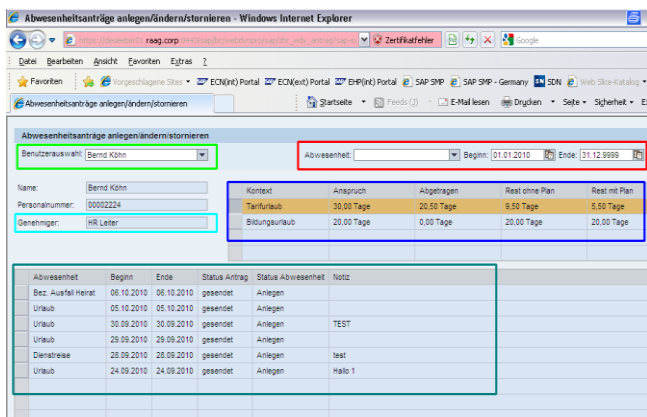 Abwesenheitsanträge anlegen/ändern/stornieren - Windows Internet Explorer
raag.corp Zertifikatfehler Google
Datei Bearbeiten Ansicht Favoriten Extras ?
Favoriten Vorgeschlagene Sites ECN(int) Portal ECN(ext) Portal EHP(int) Portal SAP SMP SAP SMP - Germany SDN Web Slice-Katalog
Abwesenheitsanträge anlegen/ändern/stornieren Startseite Feeds (J) E-Mail lesen Drucken Seite Sicherheit
Abwesenheitsanträge anlegen/ändern/stornieren
Benutzerauswahl: Bernd Köhn Abwesenheit: Beginn: 01.01.2010 Ende: 31.12.9999
Name: Bernd Köhn
Personalnummer: 00002224
Genehmiger: HR Leiter
Kontext Anspruch Abgetragen Rest ohne Plan Rest mit Plan
Tarifurlaub 30,00 Tage 20,50 Tage 9,50 Tage 5,50 Tage
Bildungsurlaub 20,00 Tage 0,00 Tage 20,00 Tage 20,00 Tage
Abwesenheit Beginn Ende Status Antrag Status Abwesenheit Notiz
Bez. Ausfall Heirat 06.10.2010 06.10.2010 gesendet Anlegen
Urlaub 05.10.2010 05.10.2010 gesendet Anlegen
Urlaub 30.09.2010 30.09.2010 gesendet Anlegen TEST
Urlaub 29.09.2010 29.09.2010 gesendet Anlegen
Dienstreise 28.09.2010 28.09.2010 gesendet Anlegen test
Urlaub 24.09.2010 24.09.2010 gesendet Anlegen Hallo 1